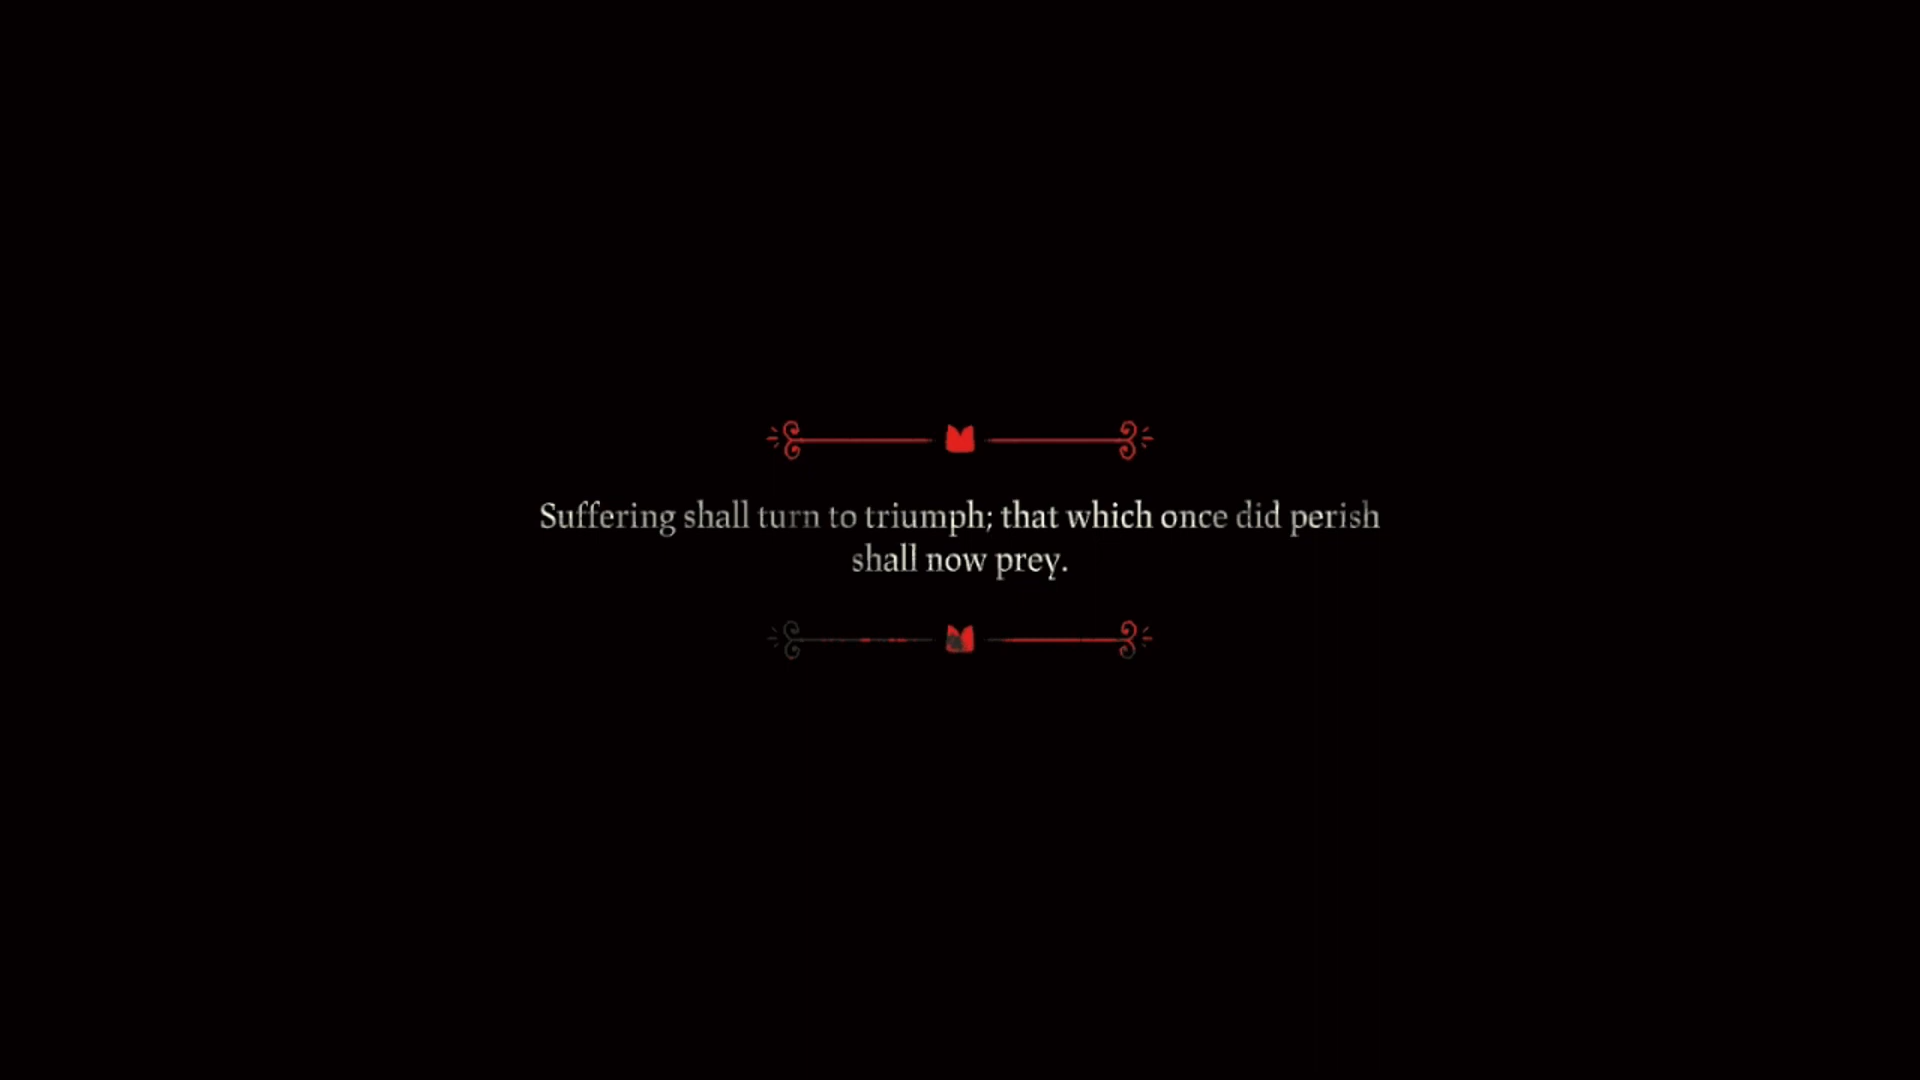 Suffering shall turn to triumph; that which once did perish
shall now prey.